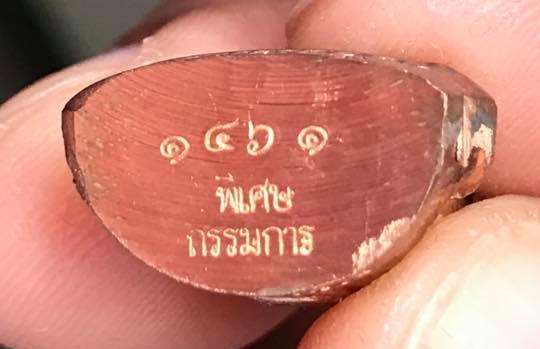 ๑๔๖๑
พิเศษ
กรรมการ